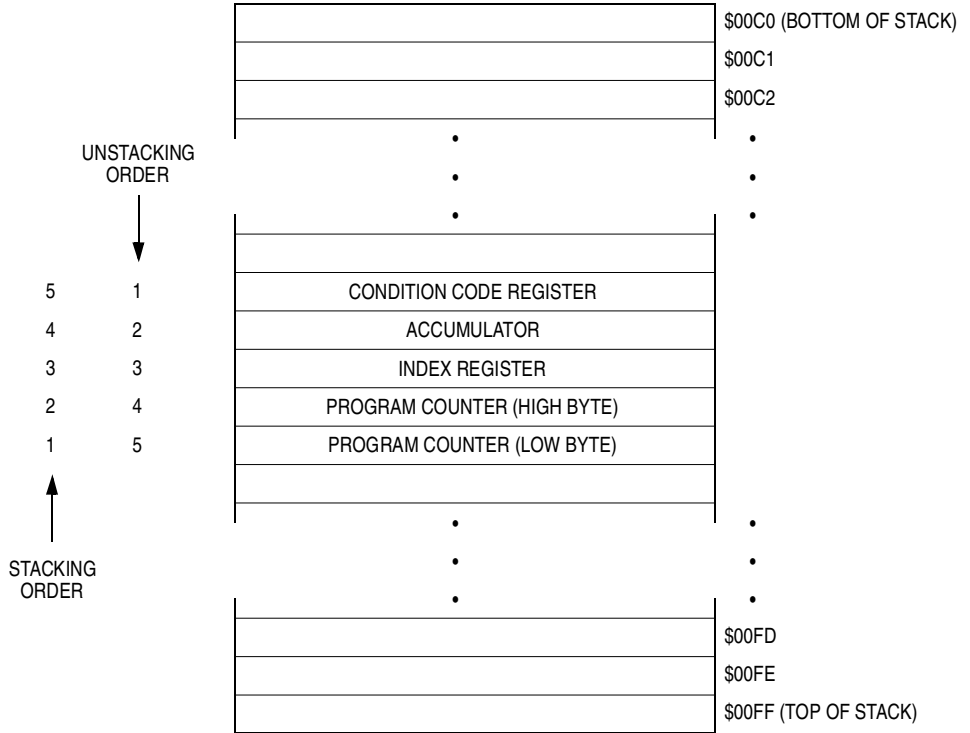 $00C0 (BOTTOM OF STACK)
$00C1
$00C2
UNSTACKING
ORDER
5 1 CONDITION CODE REGISTER
4 2 ACCUMULATOR
3 3 INDEX REGISTER
2 4 PROGRAM COUNTER (HIGH BYTE)
1 5 PROGRAM COUNTER (LOW BYTE)
STACKING
ORDER
$00FD
$00FE
$00FF (TOP OF STACK)